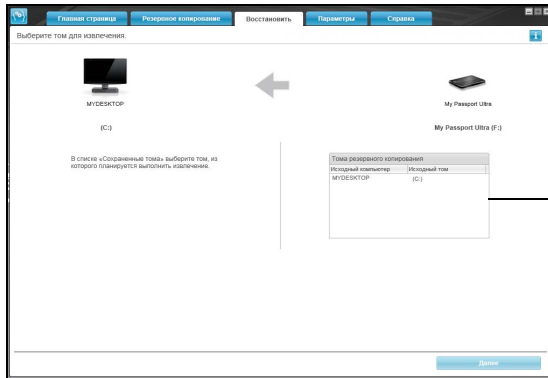 Главная страница
Резервное копирование
Восстановить
Параметры
Справка
Выберите том для извлечения.
MYDESKTOP
My Passport Ultra
(C:)
My Passport Ultra (F:)
В списке «Сохраненные тома» выберите том, из
которого планируется выполнить извлечение.
Тома резервного копирования
Исходный компьютер
Исходный том
MYDESKTOP
(C:)
Далее